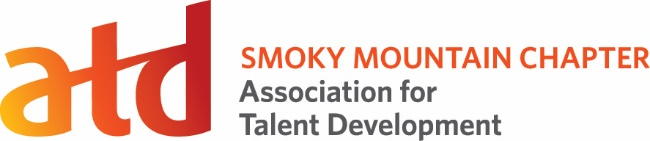 atd
SMOKY MOUNTAIN CHAPTER
Association for
Talent Development